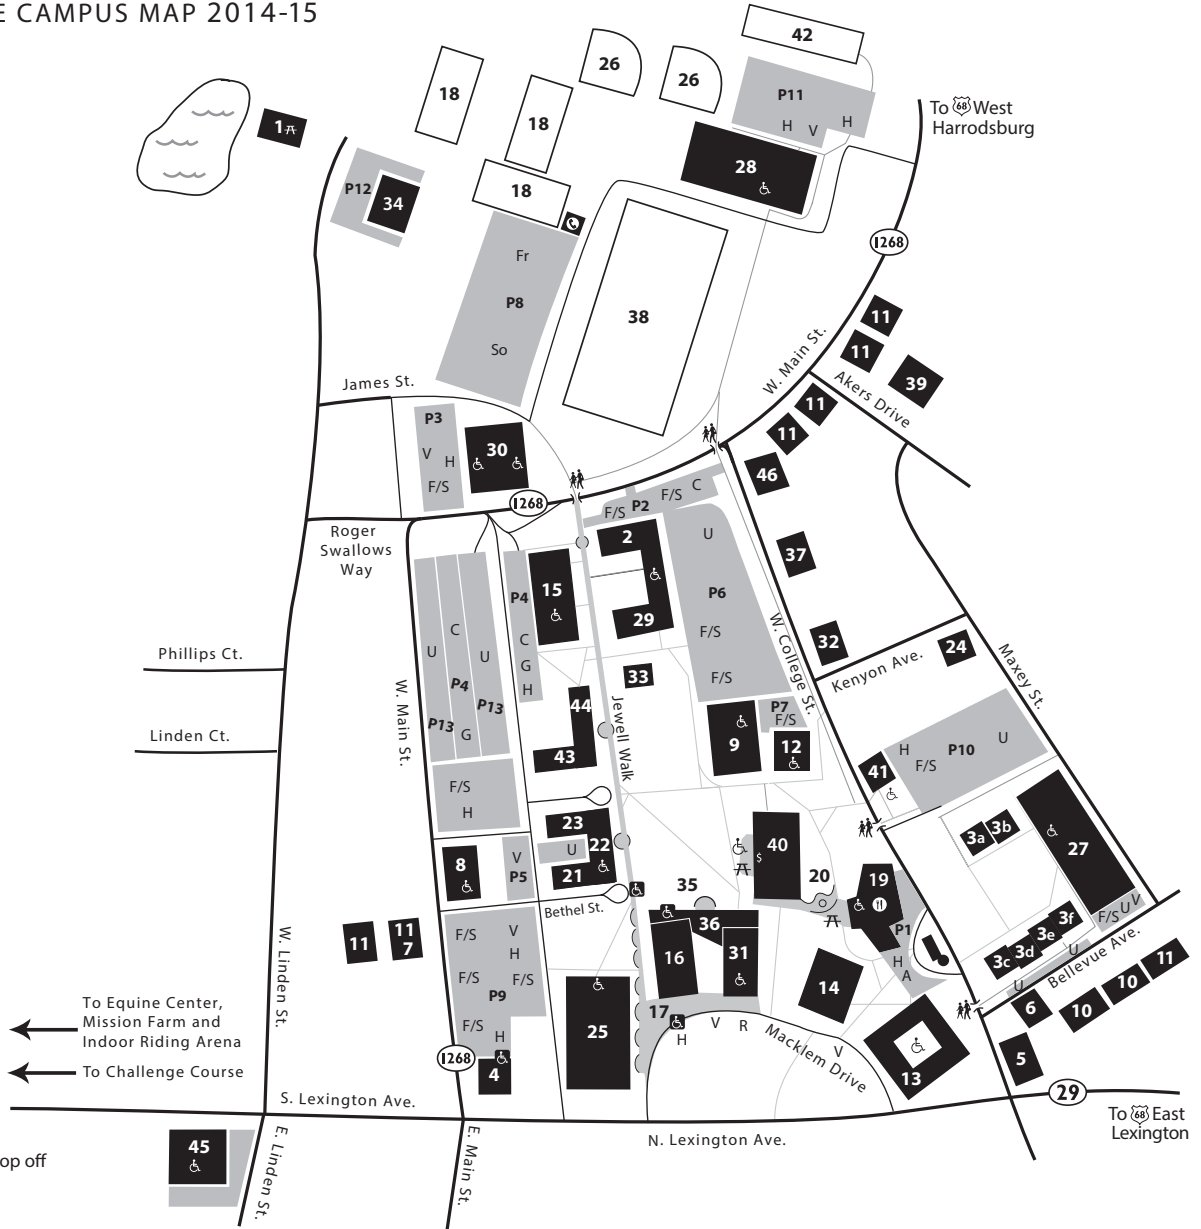 E CAMPUS MAP 2014-15
42
26
26
18
P11
H V H
To 68 West
Harrodsburg
1
18
28
P12
34
18
1268
Fr
P8
So
38
11
11
39
W. Main St.
Akers Drive
James St.
P3
V H
F/S
30
11
11
46
1268
F/S P2 F/S C
Roger
Swallows
Way
2
U
37
15
P4
P6
C
U
U
C
G
H
29
F/S
W. College St.
32
24
Kenyon Ave.
Maxey St.
Phillips Ct.
P4
P13
P13
G
33
F/S
44
Jewell Walk
P7
F/S
W. Main St.
Linden Ct.
43
9
12
H
F/S
P10
U
41
F/S
H
23
22
U
21
3a
3b
27
8
V
P5
40
$
20
19
35
Bethel St.
36
P1
3f
3e
3d
3c
F/S
U
V
U
U
Bellevue Ave.
11
11
7
F/S
V
H
F/S
F/S
P9
F/S
H
16
31
H
A
14
11
10
10
6
W. Linden St.
To Equine Center,
Mission Farm and
Indoor Riding Arena
17
H
V R
Macklem Drive
V
25
13
5
1268
4
To Challenge Course
S. Lexington Ave.
29
To 68 East
Lexington
N. Lexington Ave.
45
E. Linden St.
E. Main St.
op off